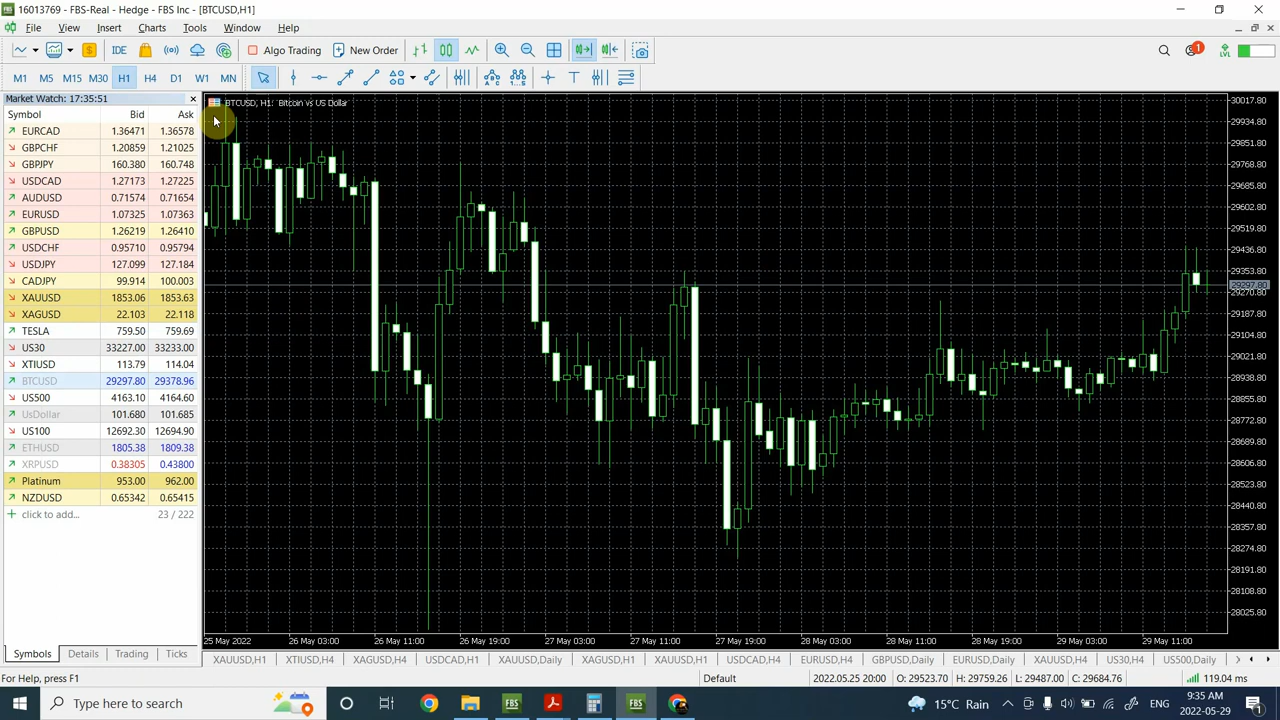 16013769 - FBS-Real - Hedge - FBS Inc - [BTCUSD,H1]
File View Insert Charts Tools Window Help
IDE Algo Trading New Order LVL 1
M1 M5 M15 M30 H1 H4 D1 W1 MN
Market Watch: 17:35:51
Symbol Bid Ask
EURCAD 1.36471 1.36578
GBPCHF 1.20859 1.21025
GBPJPY 160.380 160.748
USDCAD 1.27173 1.27225
AUDUSD 0.71574 0.71654
EURUSD 1.07325 1.07363
GBPUSD 1.26219 1.26410
USDCHF 0.95710 0.95794
USDJPY 127.099 127.184
CADJPY 99.914 100.003
XAUUSD 1853.06 1853.63
XAGUSD 22.103 22.118
TESLA 759.50 759.69
US30 33227.00 33233.00
XTIUSD 113.79 114.04
BTCUSD 29297.80 29378.96
US500 4163.10 4164.60
UsDollar 101.680 101.685
US100 12692.30 12694.90
ETHUSD 1805.38 1809.38
XRPUSD 0.38305 0.43800
Platinum 953.00 962.00
NZDUSD 0.65342 0.65415
click to add... 23 / 222
Symbols Details Trading Ticks
BTCUSD, H1: Bitcoin vs US Dollar
30017.80
29934.80
29851.80
29768.80
29685.80
29602.80
29519.80
29436.80
29353.80
29297.80
29270.80
29187.80
29104.80
29021.80
28938.80
28855.80
28772.80
28689.80
28606.80
28523.80
28440.80
28357.80
28274.80
28191.80
28108.80
28025.80
25 May 2022 26 May 03:00 26 May 11:00 26 May 19:00 27 May 03:00 27 May 11:00 27 May 19:00 28 May 03:00 28 May 11:00 28 May 19:00 29 May 03:00 29 May 11:00
XAUUSD,H1 XTIUSD,H4 XAGUSD,H4 USDCAD,H1 XAUUSD,Daily XAGUSD,H1 XAUUSD,H1 USDCAD,H4 EURUSD,H4 GBPUSD,Daily EURUSD,Daily XAUUSD,H4 US30,H4 US500,Daily
For Help, press F1 Default 2022.05.25 20:00 O: 29523.70 H: 29759.26 L: 29487.00 C: 29684.76 119.04 ms
Type here to search FBS FBS 15°C Rain ENG 9:35 AM
2022-05-29 1